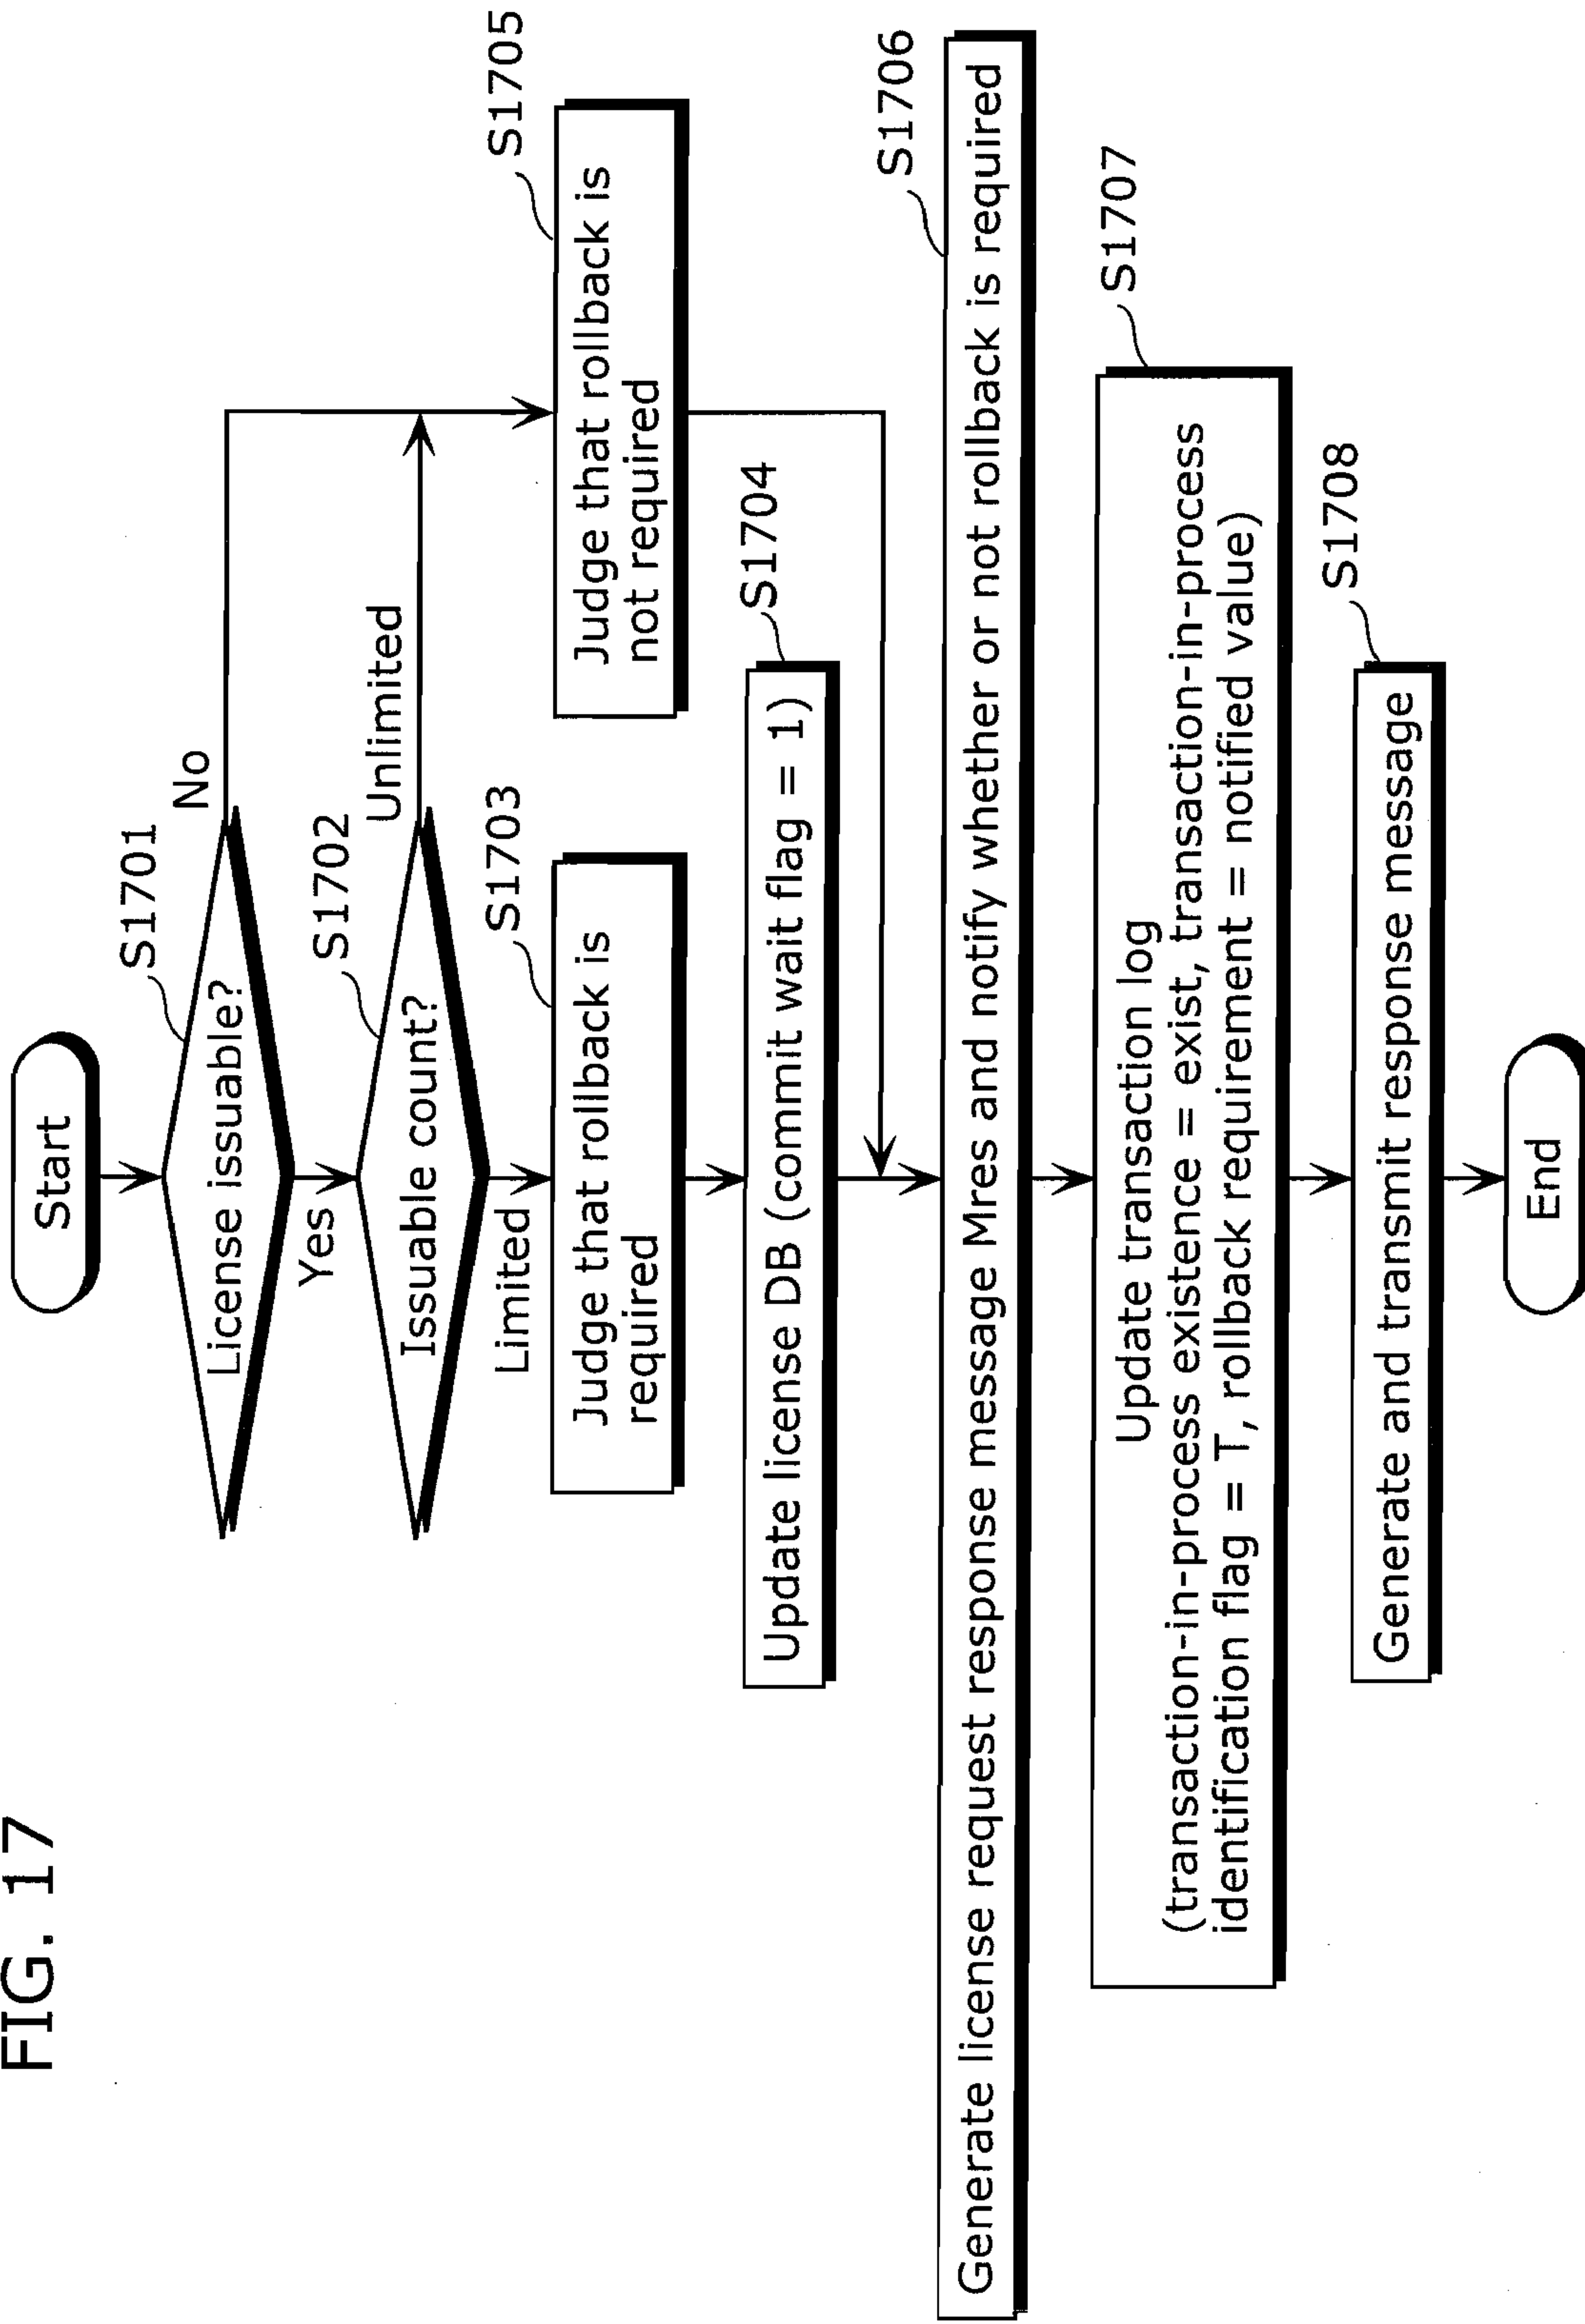 FIG. 17
Start
S1701
License issuable?
No
Yes
S1702
Issuable count?
Unlimited
Limited
S1703
Judge that rollback is
required
S1705
Judge that rollback is
not required
S1704
Update license DB (commit wait flag = 1)
S1706
Generate license request response message Mres and notify whether or not rollback is required
S1707
Update transaction log
(transaction-in-process existence = exist, transaction-in-process
identification flag = T, rollback requirement = notified value)
S1708
Generate and transmit response message
End